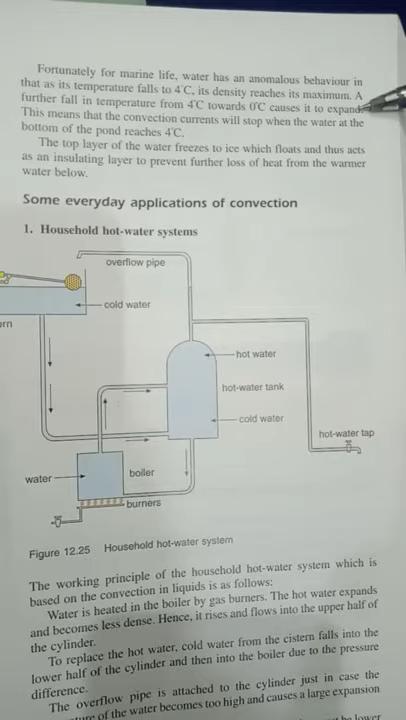 Fortunately for marine life, water has an anomalous behaviour in
that as its temperature falls to 4°C, its density reaches its maximum. A
further fall in temperature from 4°C towards 0°C causes it to expand.
This means that the convection currents will stop when the water at the
bottom of the pond reaches 4°C.
The top layer of the water freezes to ice which floats and thus acts
as an insulating layer to prevent further loss of heat from the warmer
water below.
Some everyday applications of convection
1. Household hot-water systems
overflow pipe
cold water
hot water
hot-water tank
cold water
hot-water tap
boiler
water
burners
Figure 12.25 Household hot-water system
The working principle of the household hot-water system which is
based on the convection in liquids is as follows:
Water is heated in the boiler by gas burners. The hot water expands
and becomes less dense. Hence, it rises and flows into the upper half of
the cylinder.
To replace the hot water, cold water from the cistern falls into the
lower half of the cylinder and then into the boiler due to the pressure
difference.
The overflow pipe is attached to the cylinder just in case the
of the water becomes too high and causes a large expansion
lower